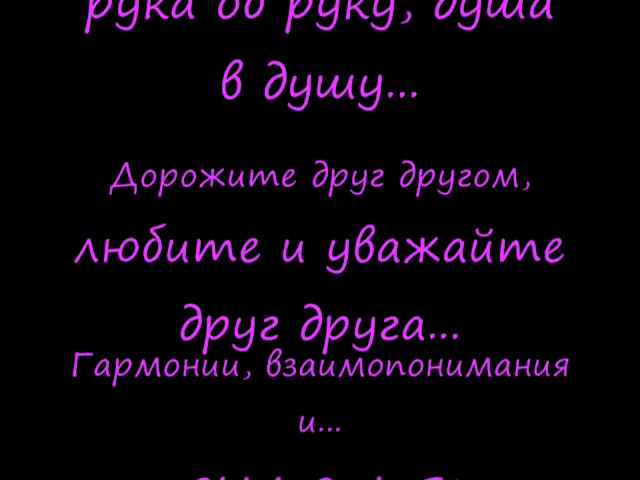 рука об руку, душа
в душу...
Дорожите друг другом,
любите и уважайте
друг друга...
Гармонии, взаимопонимания
и...